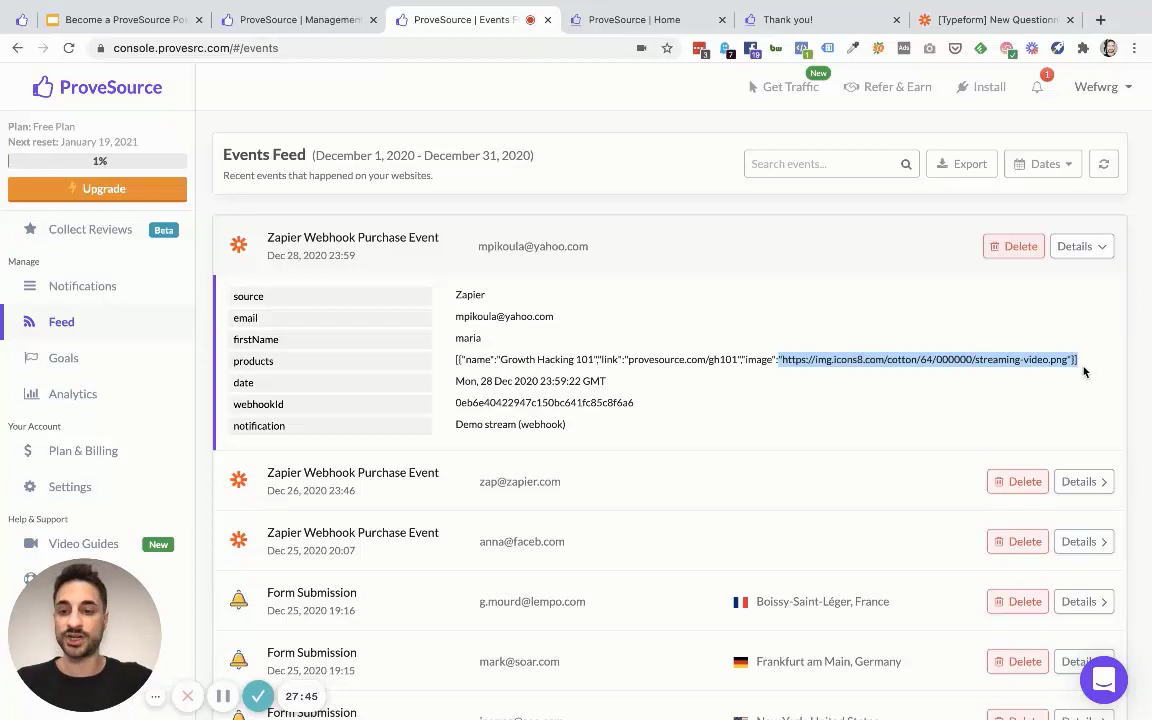 Become a ProveSource Po
ProveSource | Managemen
ProveSource | Events F
ProveSource | Home
Thank you!
[Typeform] New Questionn
console.provesrc.com/#/events
ProveSource
New
Get Traffic
Refer & Earn
Install
1
Wefwrg
Plan: Free Plan
Next reset: January 19, 2021
1%
Upgrade
Collect Reviews Beta
Manage
Notifications
Feed
Goals
Analytics
Your Account
Plan & Billing
Settings
Help & Support
Video Guides New
Events Feed (December 1, 2020 - December 31, 2020)
Recent events that happened on your websites.
Search events...
Export
Dates
Zapier Webhook Purchase Event
Dec 28, 2020 23:59
mpikoula@yahoo.com
Delete
Details
source Zapier
email mpikoula@yahoo.com
firstName maria
products [{"name":"Growth Hacking 101","link":"provesource.com/gh101","image":"https://img.icons8.com/cotton/64/000000/streaming-video.png"}]
date Mon, 28 Dec 2020 23:59:22 GMT
webhookId 0eb6e40422947c150bc641fc85c8f6a6
notification Demo stream (webhook)
Zapier Webhook Purchase Event
Dec 26, 2020 23:46
zap@zapier.com
Delete
Details
Zapier Webhook Purchase Event
Dec 25, 2020 20:07
anna@faceb.com
Delete
Details
Form Submission
Dec 25, 2020 19:16
g.mourd@lempo.com
Boissy-Saint-Léger, France
Delete
Details
Form Submission
Dec 25, 2020 19:15
mark@soar.com
Frankfurt am Main, Germany
Delete
Detai
Form Submission
27:45